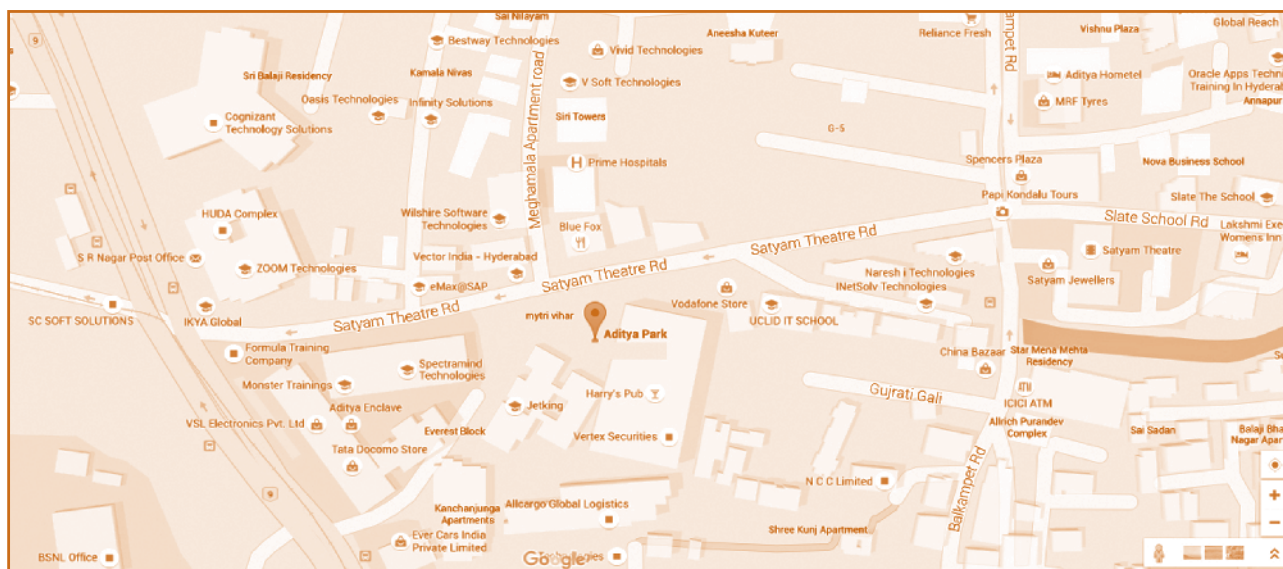 Sai Nilayam
9
Bestway Technologies
Vivid Technologies
Aneesha Kuteer
Reliance Fresh
ampet Rd
Vishnu Plaza
Global Reach
Sri Balaji Residency
Kamala Nivas
V Soft Technologies
Aditya Hometel
Oracle Apps Techni
Training In Hyderab
Annapur
Oasis Technologies
Infinity Solutions
MRF Tyres
Cognizant
Technology Solutions
Siri Towers
G-5
Meghamala Apartment road
Prime Hospitals
Spencers Plaza
Nova Business School
Papi Kondalu Tours
Slate The School
HUDA Complex
Wilshire Software
Technologies
Blue Fox
Satyam Theatre Rd
Slate School Rd
Lakshmi Exe
Womens Inn
S R Nagar Post Office
ZOOM Technologies
Vector India - Hyderabad
Satyam Theatre Rd
Satyam Theatre
Naresh i Technologies
INetSolv Technologies
Satyam Jewellers
eMax@SAP
SC SOFT SOLUTIONS
IKYA Global
Satyam Theatre Rd
mytri vihar
Aditya Park
Vodafone Store
UCLID IT SCHOOL
Formula Training
Company
China Bazaar
Star Mena Mehta
Residency
Monster Trainings
Spectramind
Technologies
Harry's Pub
Gujrati Gali
ATM
ICICI ATM
Aditya Enclave
Jetking
VSL Electronics Pvt. Ltd
Everest Block
Vertex Securities
Allrich Purandev
Complex
Sai Sadan
Balaji Bha
Nagar Apar
Tata Docomo Store
Balkampet Rd
N C C Limited
9
Kanchanjunga
Apartments
Allcargo Global Logistics
Shree Kunj Apartment
Ever Cars India
Private Limited
BSNL Office
Google
gies